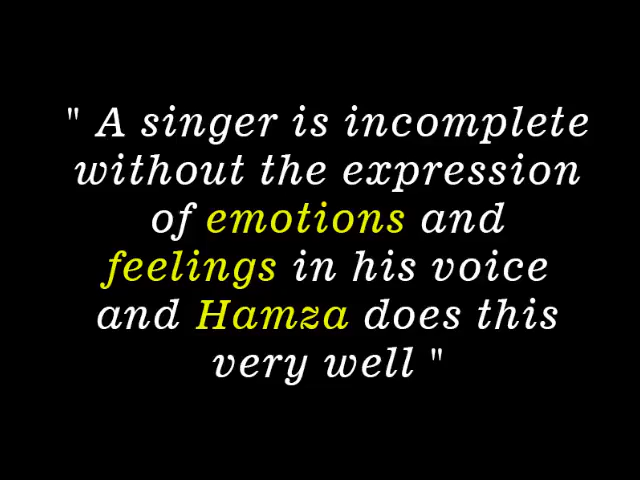 " A singer is incomplete
without the expression
of emotions and
feelings in his voice
and Hamza does this
very well "